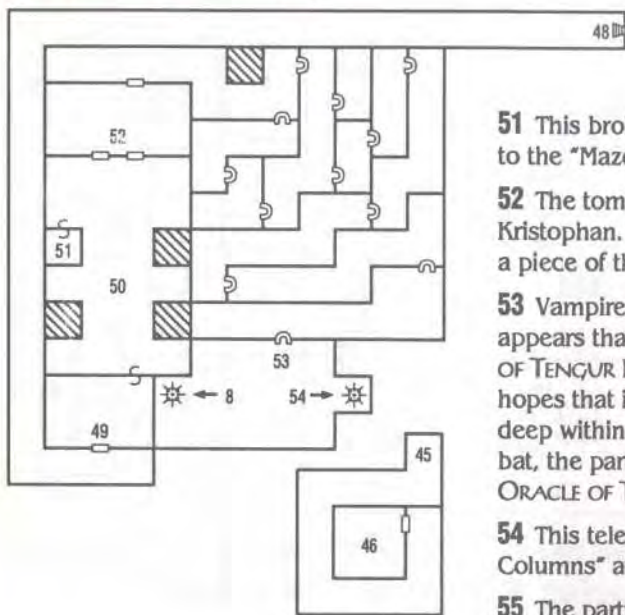 48
51 This bro
to the "Maze
52
52 The tom
Kristophan.
a piece of th
51
50
53 Vampire
appears tha
OF TENGUR
53
hopes that i
8
54
deep within
49
bat, the par
45
ORACLE OF T
46
54 This tele
Columns" a
55 The parti